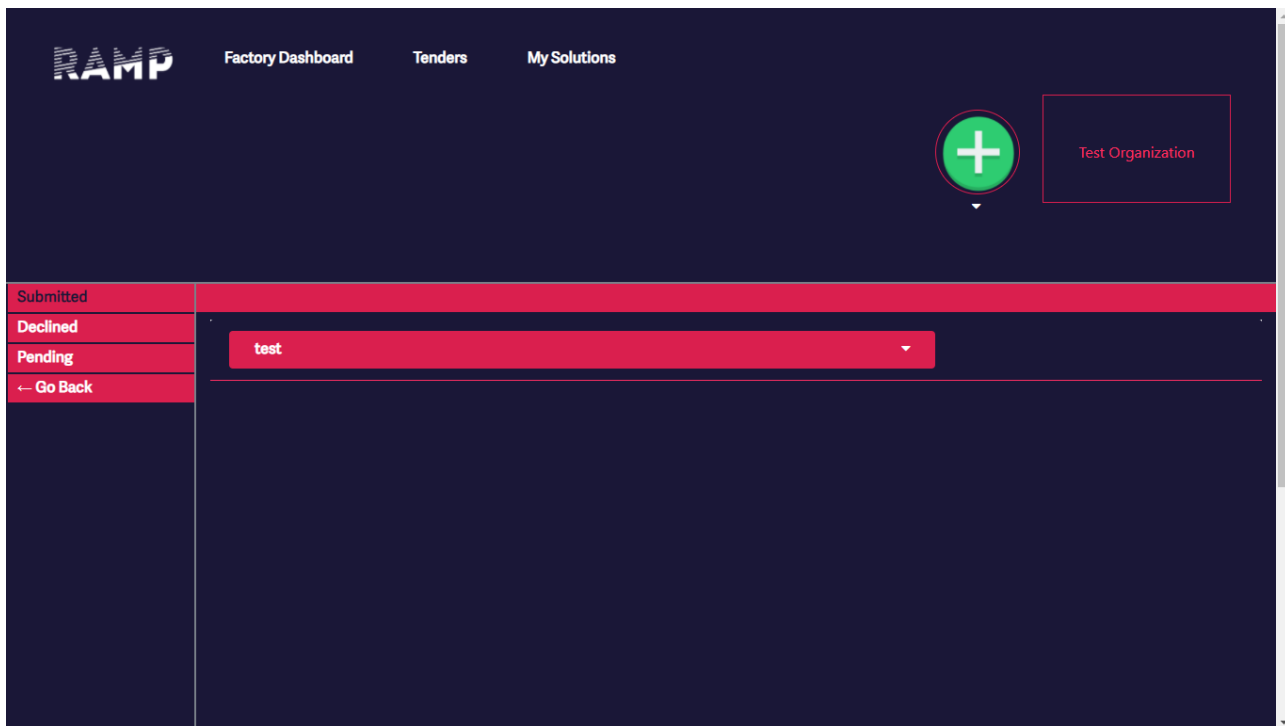 RAMP
Factory Dashboard
Tenders
My Solutions
Test Organization
Submitted
Declined
Pending
← Go Back
test